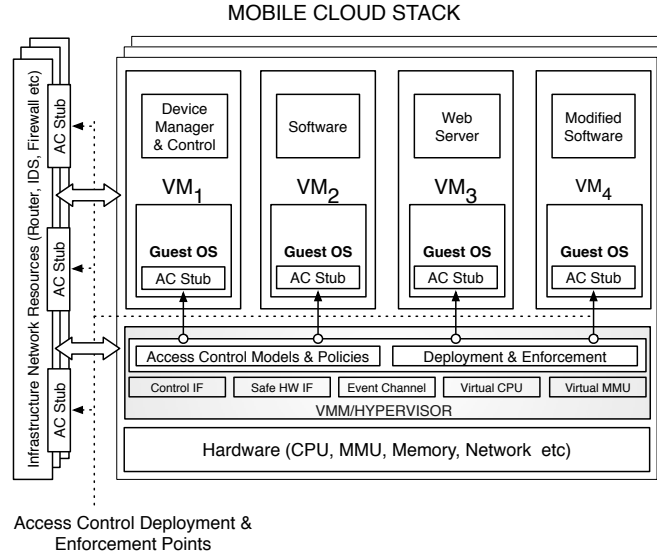 MOBILE CLOUD STACK
Infrastructure Network Resources (Router, IDS, Firewall etc)
AC Stub
AC Stub
AC Stub
Device
Manager
& Control
VM1
Guest OS
AC Stub
Software
VM2
Guest OS
AC Stub
Web
Server
VM3
Guest OS
AC Stub
Modified
Software
VM4
Guest OS
AC Stub
Access Control Models & Policies
Deployment & Enforcement
Control IF
Safe HW IF
Event Channel
Virtual CPU
Virtual MMU
VMM/HYPERVISOR
Hardware (CPU, MMU, Memory, Network etc)
Access Control Deployment &
Enforcement Points